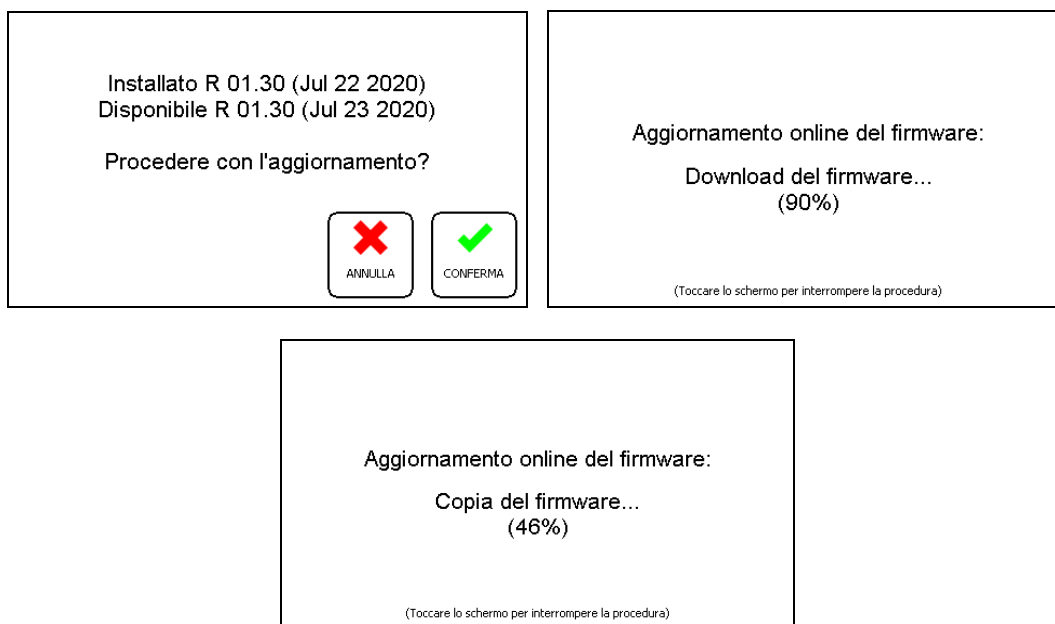 Installato R 01.30 (Jul 22 2020)
Disponibile R 01.30 (Jul 23 2020)
Procedere con l'aggiornamento?
ANNULLA
CONFERMA
Aggiornamento online del firmware:
Download del firmware...
(90%)
(Toccare lo schermo per interrompere la procedura)
Aggiornamento online del firmware:
Copia del firmware...
(46%)
(Toccare lo schermo per interrompere la procedura)